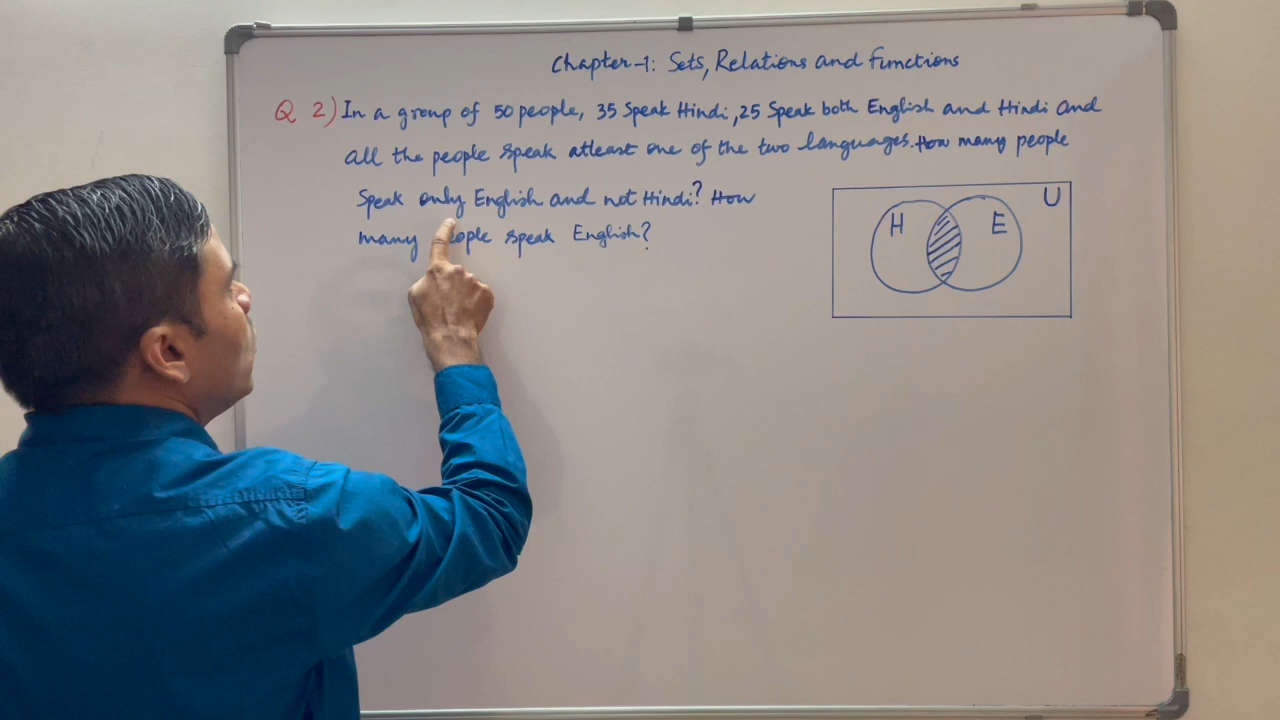 Chapter-1: Sets, Relations and Functions
Q 2) In a group of 50 people, 35 Speak Hindi, 25 Speak both English and Hindi and
all the people speak atleast one of the two languages. How many people
Speak only English and not Hindi? How
many people speak English?
U
H E